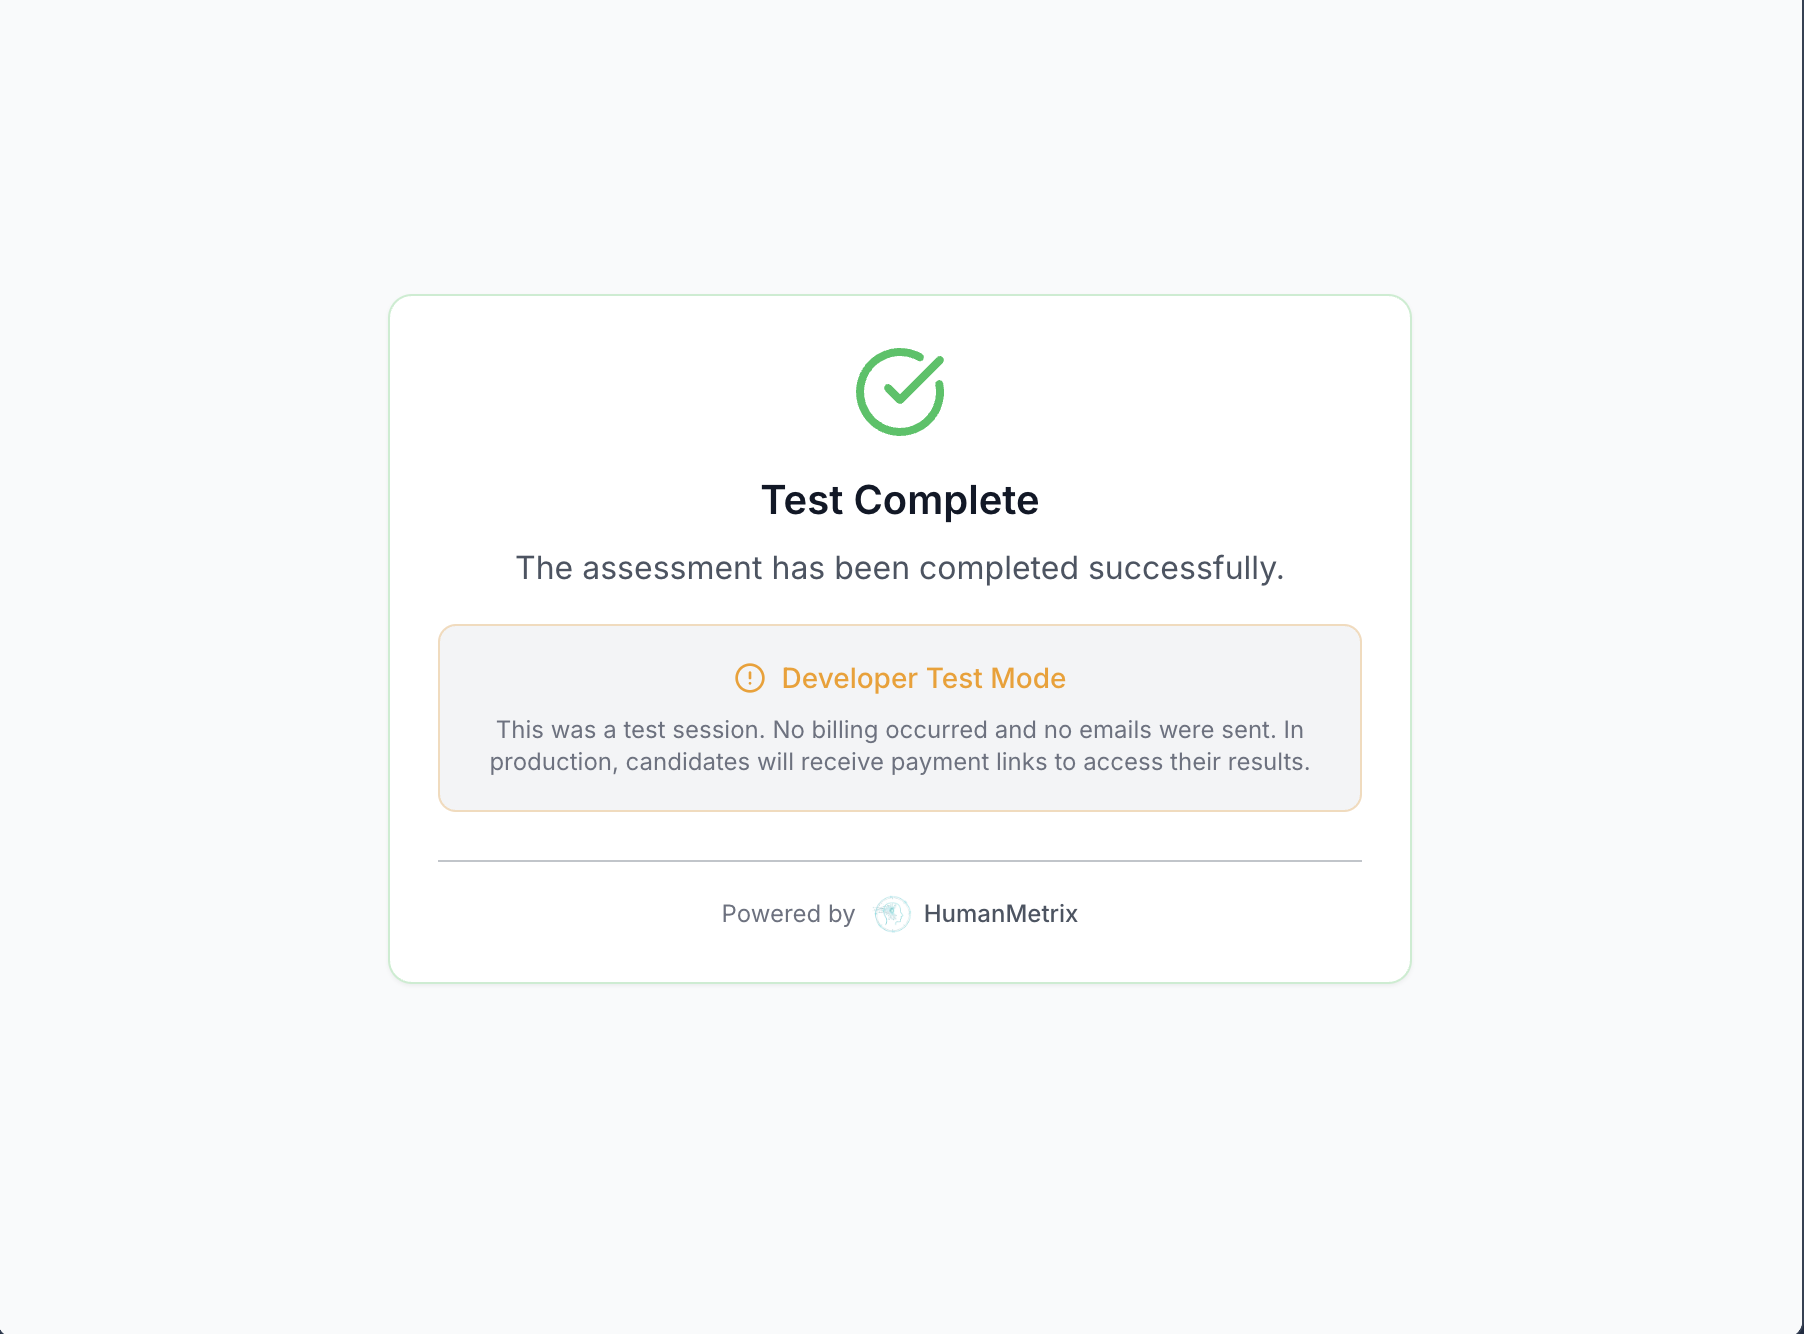 Test Complete
The assessment has been completed successfully.
Developer Test Mode
This was a test session. No billing occurred and no emails were sent. In
production, candidates will receive payment links to access their results.
Powered by HumanMetrix